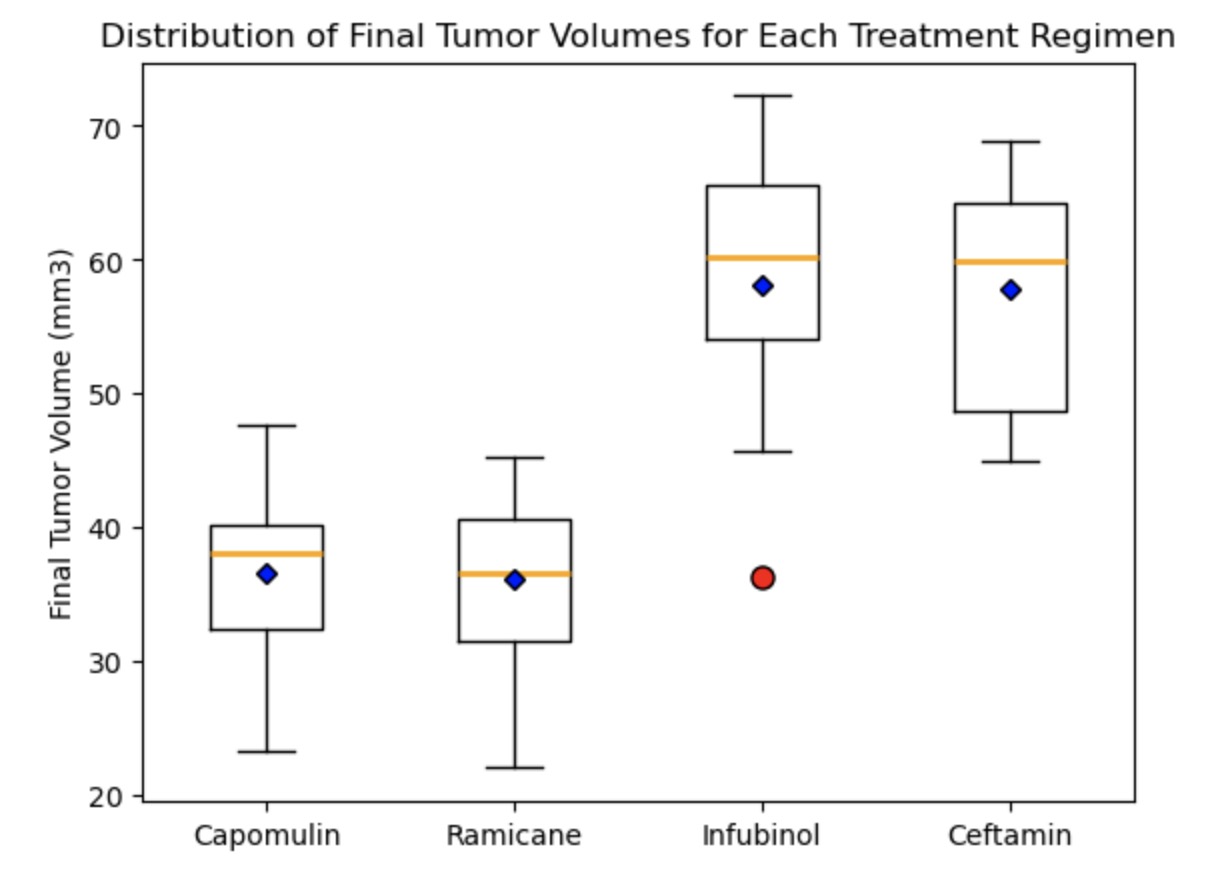 Distribution of Final Tumor Volumes for Each Treatment Regimen
Final Tumor Volume (mm3)
70
60
50
40
30
20
Capomulin Ramicane Infubinol Ceftamin